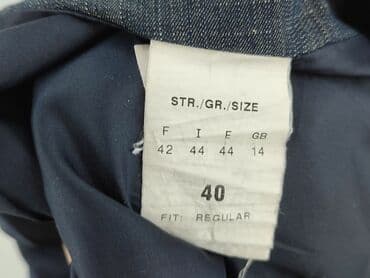 STR./GR./SIZE
F I E GB
42 44 44 14
40
FIT: REGULAR